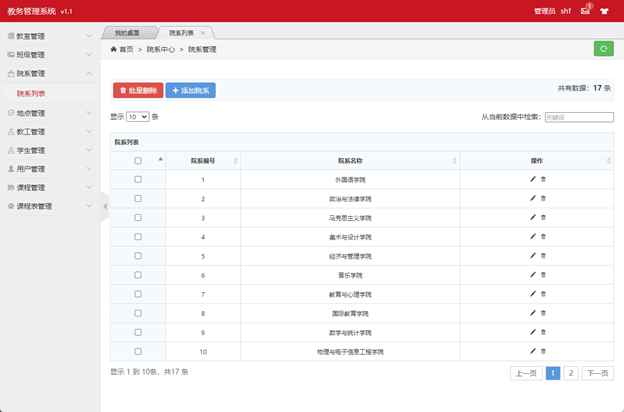 教务管理系统 v1.1
管理员 shf 1
教室管理
班级管理
院系管理
院系列表
地点管理
教工管理
学生管理
用户管理
课程管理
课程表管理
我的桌面
院系列表 ×
首页 > 院系中心 > 院系管理
批量删除
添加院系
共有数据：17 条
显示 10 条
从当前数据中检索：关键词
院系列表
院系编号 院系名称 操作
1 外国语学院
2 政治与法律学院
3 马克思主义学院
4 美术与设计学院
5 经济与管理学院
6 音乐学院
7 教育与心理学院
8 国际教育学院
9 数学与统计学院
10 物理与电子信息工程学院
显示 1 到 10条，共17 条
上一页 1 2 下一页